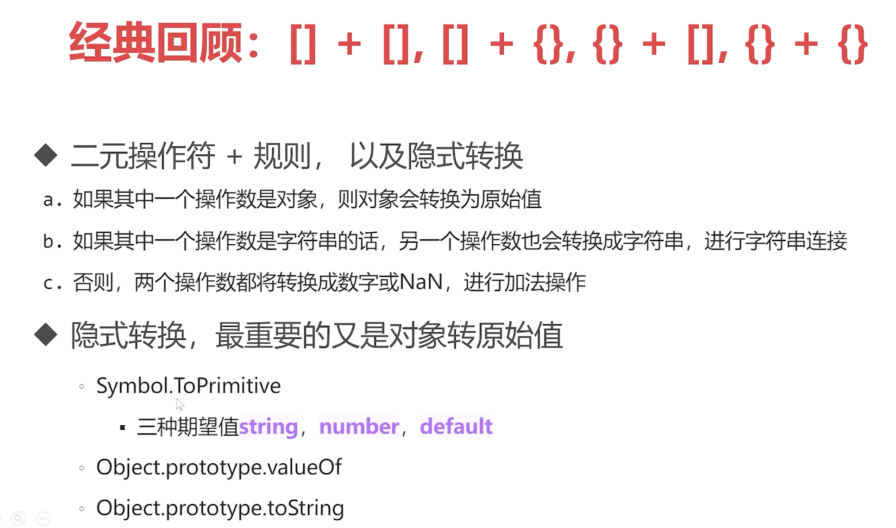 经典回顾：[] + [], [] + {}, {} + [], {} + {}
◆ 二元操作符 + 规则， 以及隐式转换
a. 如果其中一个操作数是对象，则对象会转换为原始值
b. 如果其中一个操作数是字符串的话，另一个操作数也会转换成字符串，进行字符串连接
c. 否则，两个操作数都将转换成数字或NaN，进行加法操作
◆ 隐式转换，最重要的又是对象转原始值
◦ Symbol.ToPrimitive
▪ 三种期望值string，number，default
◦ Object.prototype.valueOf
◦ Object.prototype.toString